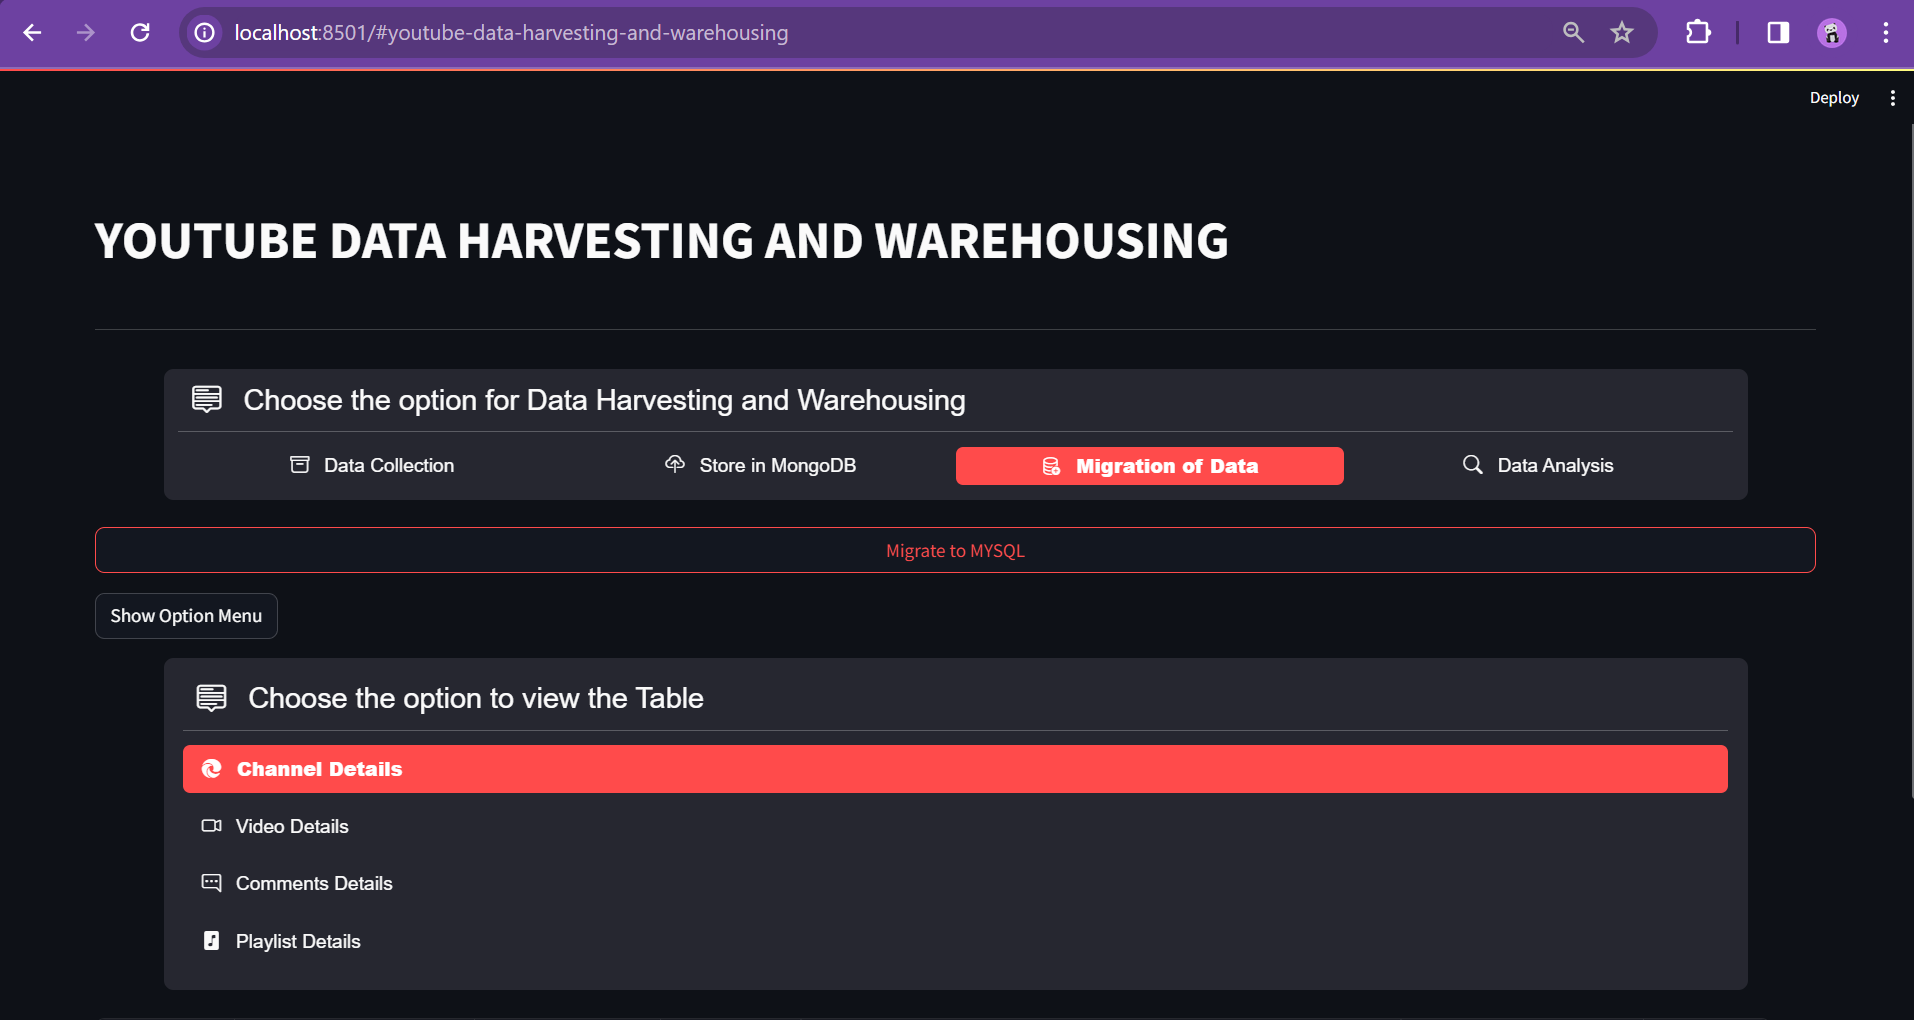 localhost:8501/#youtube-data-harvesting-and-warehousing
Deploy
YOUTUBE DATA HARVESTING AND WAREHOUSING
Choose the option for Data Harvesting and Warehousing
Data Collection
Store in MongoDB
Migration of Data
Data Analysis
Migrate to MYSQL
Show Option Menu
Choose the option to view the Table
Channel Details
Video Details
Comments Details
Playlist Details